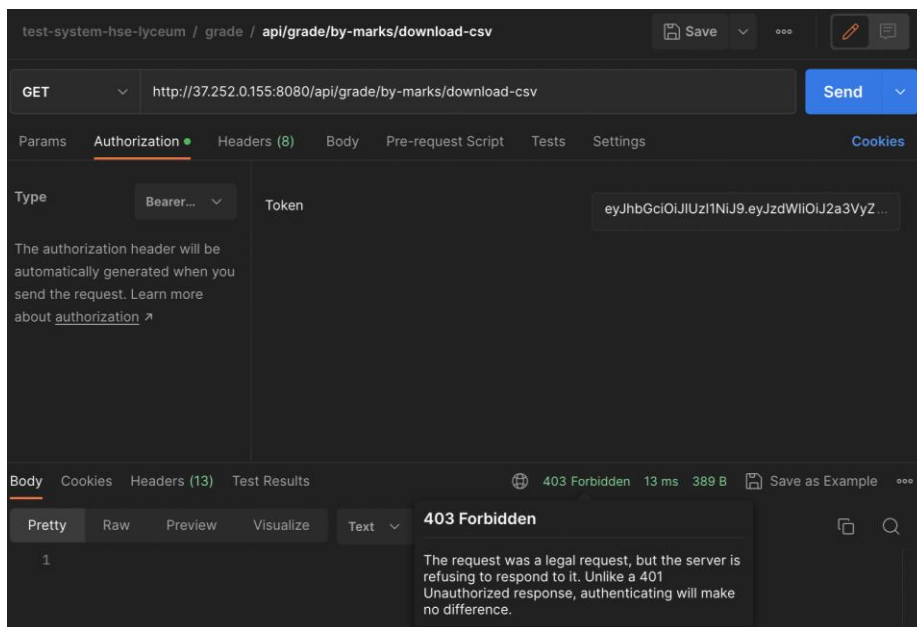 test-system-hse-lyceum / grade / api/grade/by-marks/download-csv Save ooo
GET http://37.252.0.155:8080/api/grade/by-marks/download-csv Send
Params Authorization Headers (8) Body Pre-request Script Tests Settings Cookies
Type Bearer... Token eyJhbGciOiJIUzI1NiJ9.eyJzdWIiOiJ2a3VyZ...
The authorization header will be
automatically generated when you
send the request. Learn more
about authorization ↗
Body Cookies Headers (13) Test Results 403 Forbidden 13 ms 389 B Save as Example ooo
Pretty Raw Preview Visualize Text
1
403 Forbidden
The request was a legal request, but the server is
refusing to respond to it. Unlike a 401
Unauthorized response, authenticating will make
no difference.